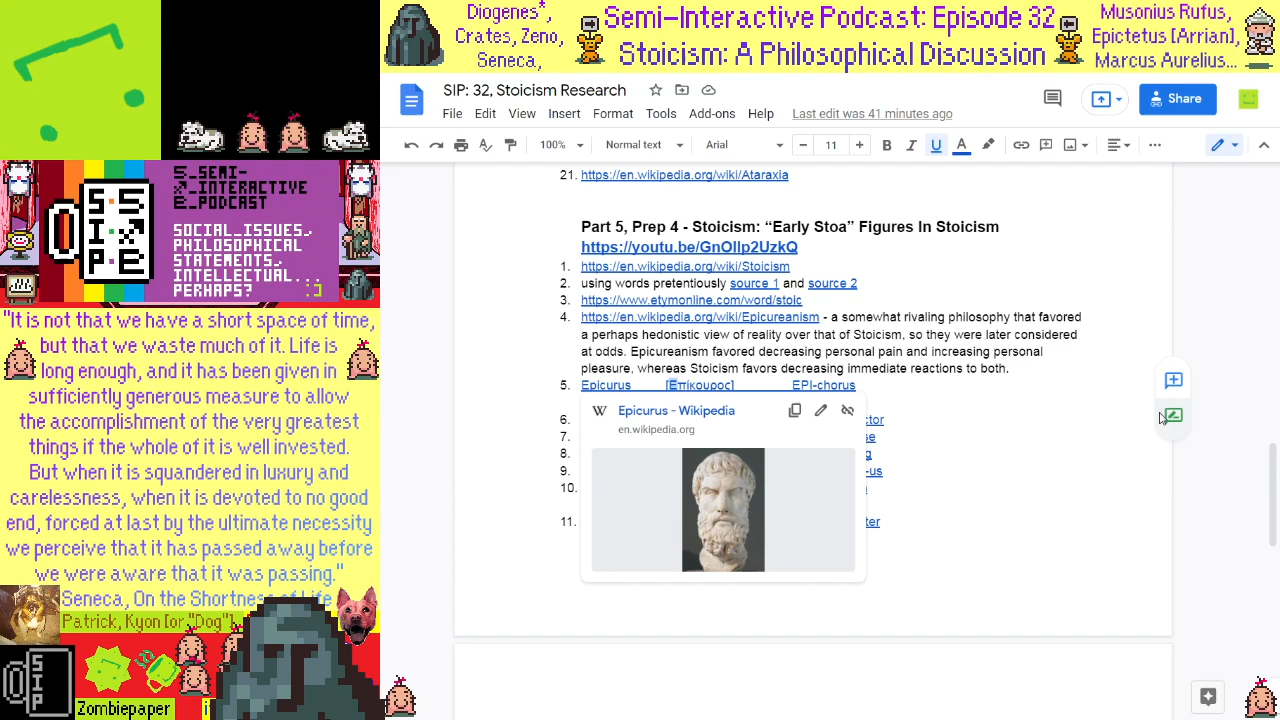 Diogenes*,
Crates, Zeno,
Seneca,
Semi-Interactive Podcast: Episode 32
Stoicism: A Philosophical Discussion
Musonius Rufus,
Epictetus [Arrian],
Marcus Aurelius...
SIP: 32, Stoicism Research
File Edit View Insert Format Tools Add-ons Help Last edit was 41 minutes ago
Share
100% Normal text Arial 11 B I U A
21. https://en.wikipedia.org/wiki/Ataraxia
Part 5, Prep 4 - Stoicism: “Early Stoa” Figures In Stoicism
https://youtu.be/GnOIlp2UzkQ
1. https://en.wikipedia.org/wiki/Stoicism
2. using words pretentiously source 1 and source 2
3. https://www.etymonline.com/word/stoic
4. https://en.wikipedia.org/wiki/Epicureanism - a somewhat rivaling philosophy that favored
a perhaps hedonistic view of reality over that of Stoicism, so they were later considered
at odds. Epicureanism favored decreasing personal pain and increasing personal
pleasure, whereas Stoicism favors decreasing immediate reactions to both.
5. Epicurus [Ἐπίκουρος] EPI-chorus
W Epicurus - Wikipedia
en.wikipedia.org
6. ctor
7. se
8. g
9. -us
10.
11. ter
S_SEMI-
_INTERACTIVE
_PODCAST
SOCIAL_ISSUES,
PHILOSOPHICAL
STATEMENTS,
INTELLECTUAL...
PERHAPS? :J
"It is not that we have a short space of time,
but that we waste much of it. Life is
long enough, and it has been given in
sufficiently generous measure to allow
the accomplishment of the very greatest
things if the whole of it is well invested.
But when it is squandered in luxury and
carelessness, when it is devoted to no good
end, forced at last by the ultimate necessity
we perceive that it has passed away before
we were aware that it was passing."
Seneca, On the Shortness of Life
Patrick, Kyon [or "Dog"],
SIP
Zombiepaper